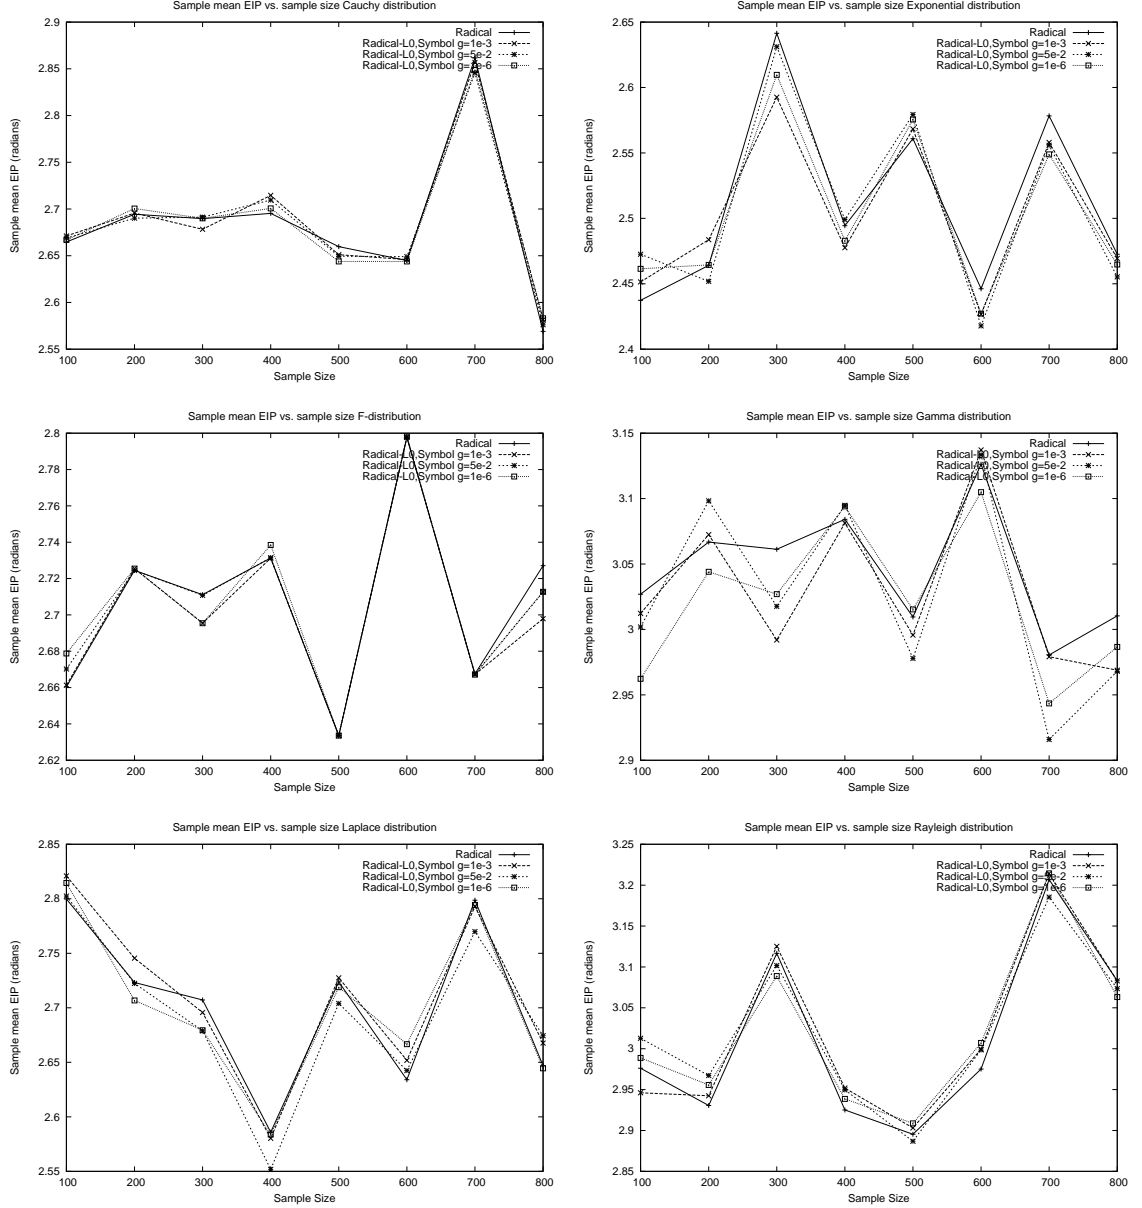 Sample mean EIP vs. sample size Cauchy distribution
2.9
2.85
2.8
2.75
2.7
2.65
2.6
2.55
Sample mean EIP (radians)
Radical
Radical-L0,Symbol g=1e-3
Radical-L0,Symbol g=5e-2
Radical-L0,Symbol g=1e-6
100 200 300 400 500 600 700 800
Sample Size
Sample mean EIP vs. sample size Exponential distribution
2.65
2.6
2.55
2.5
2.45
2.4
Sample mean EIP (radians)
Radical
Radical-L0,Symbol g=1e-3
Radical-L0,Symbol g=5e-2
Radical-L0,Symbol g=1e-6
100 200 300 400 500 600 700 800
Sample Size
Sample mean EIP vs. sample size F-distribution
2.8
2.78
2.76
2.74
2.72
2.7
2.68
2.66
2.64
2.62
Sample mean EIP (radians)
Radical
Radical-L0,Symbol g=1e-3
Radical-L0,Symbol g=5e-2
Radical-L0,Symbol g=1e-6
100 200 300 400 500 600 700 800
Sample Size
Sample mean EIP vs. sample size Gamma distribution
3.15
3.1
3.05
3
2.95
2.9
Sample mean EIP (radians)
Radical
Radical-L0,Symbol g=1e-3
Radical-L0,Symbol g=5e-2
Radical-L0,Symbol g=1e-6
100 200 300 400 500 600 700 800
Sample Size
Sample mean EIP vs. sample size Laplace distribution
2.85
2.8
2.75
2.7
2.65
2.6
2.55
Sample mean EIP (radians)
Radical
Radical-L0,Symbol g=1e-3
Radical-L0,Symbol g=5e-2
Radical-L0,Symbol g=1e-6
100 200 300 400 500 600 700 800
Sample Size
Sample mean EIP vs. sample size Rayleigh distribution
3.25
3.2
3.15
3.1
3.05
3
2.95
2.9
2.85
Sample mean EIP (radians)
Radical
Radical-L0,Symbol g=1e-3
Radical-L0,Symbol g=5e-2
Radical-L0,Symbol g=1e-6
100 200 300 400 500 600 700 800
Sample Size